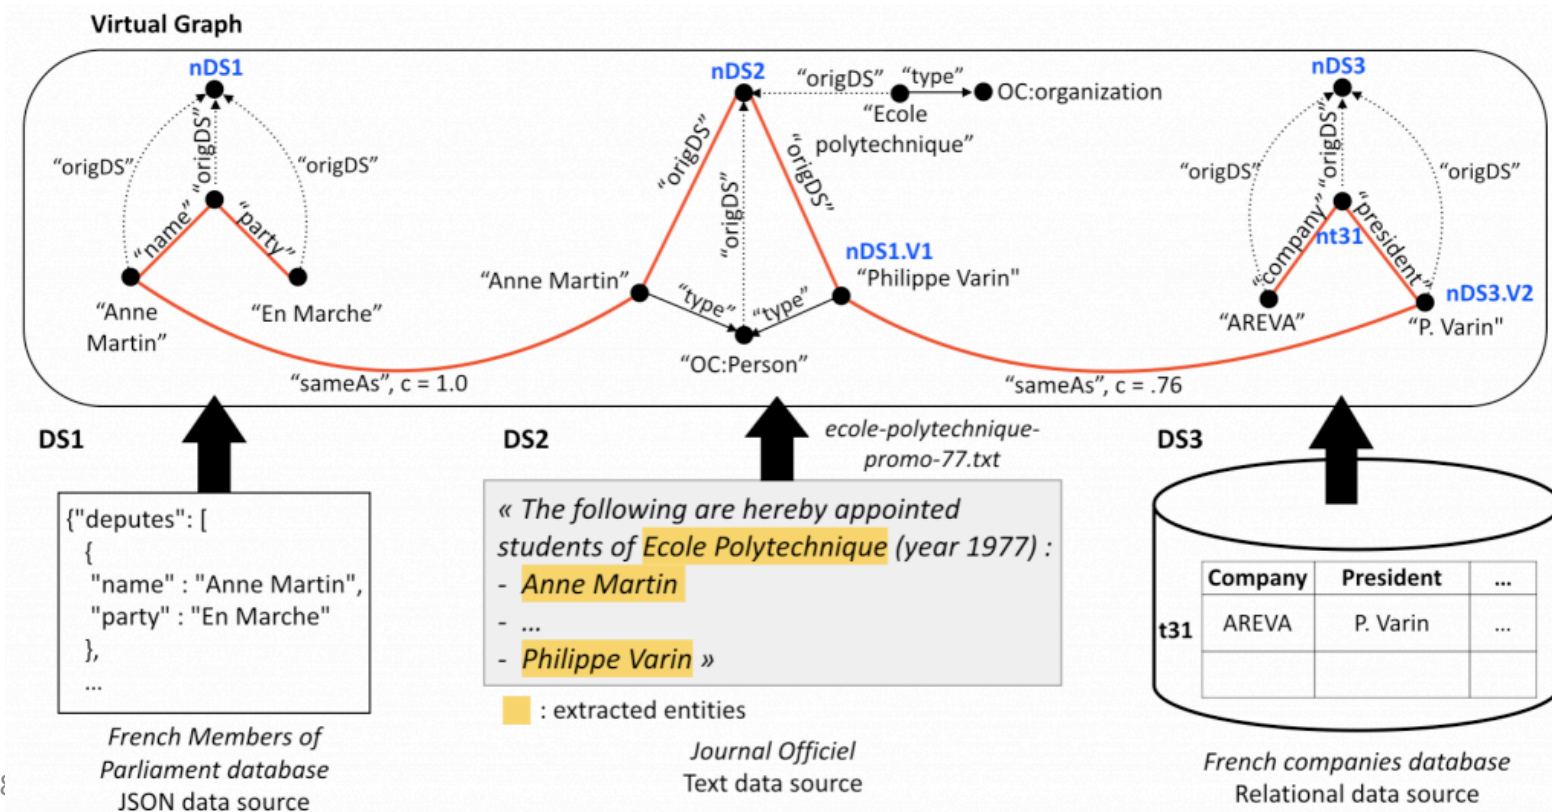 Virtual Graph
nDS1
"origDS"
"origDS"
"origDS"
"name"
"party"
"Anne
Martin"
"En Marche"
"sameAs", c = 1.0
nDS2
"origDS"
"type"
OC:organization
"Ecole
polytechnique"
"origDS"
"origDS"
"origDS"
nDS1.V1
"Anne Martin"
"Philippe Varin"
"type"
"type"
"OC:Person"
"sameAs", c = .76
nDS3
"origDS"
"origDS"
"origDS"
"company"
"president"
nt31
nDS3.V2
"AREVA"
"P. Varin"
DS1
{"deputes": [
{
"name" : "Anne Martin",
"party" : "En Marche"
},
...
French Members of
Parliament database
JSON data source
DS2
ecole-polytechnique-
promo-77.txt
« The following are hereby appointed
students of Ecole Polytechnique (year 1977) :
- Anne Martin
- ...
- Philippe Varin »
: extracted entities
Journal Officiel
Text data source
DS3
Company President ...
t31 AREVA P. Varin ...
French companies database
Relational data source